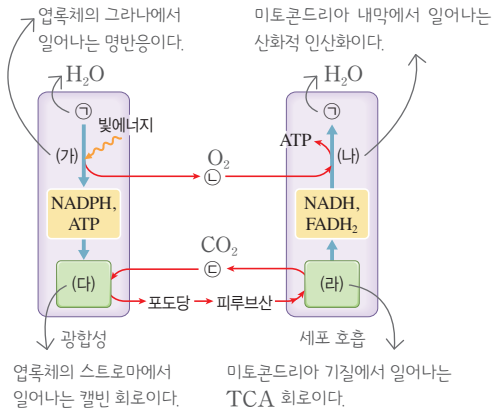 엽록체의 그라나에서
일어나는 명반응이다.
미토콘드리아 내막에서 일어나는
산화적 인산화이다.
H₂O
H₂O
㉠
빛에너지
(가)
㉠
ATP
(나)
O₂
㉡
NADPH,
ATP
NADH,
FADH₂
CO₂
㉢
(다)
(라)
포도당
피루브산
광합성
세포 호흡
엽록체의 스트로마에서
일어나는 캘빈 회로이다.
미토콘드리아 기질에서 일어나는
TCA 회로이다.